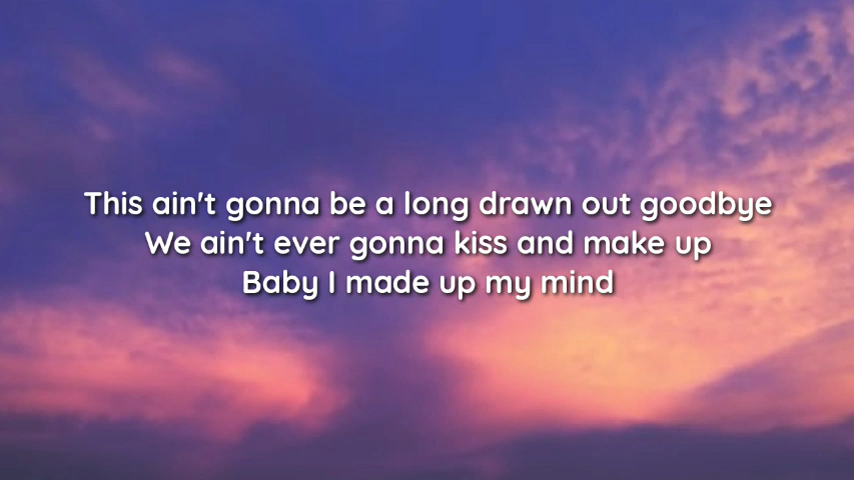 This ain't gonna be a long drawn out goodbye
We ain't ever gonna kiss and make up
Baby I made up my mind